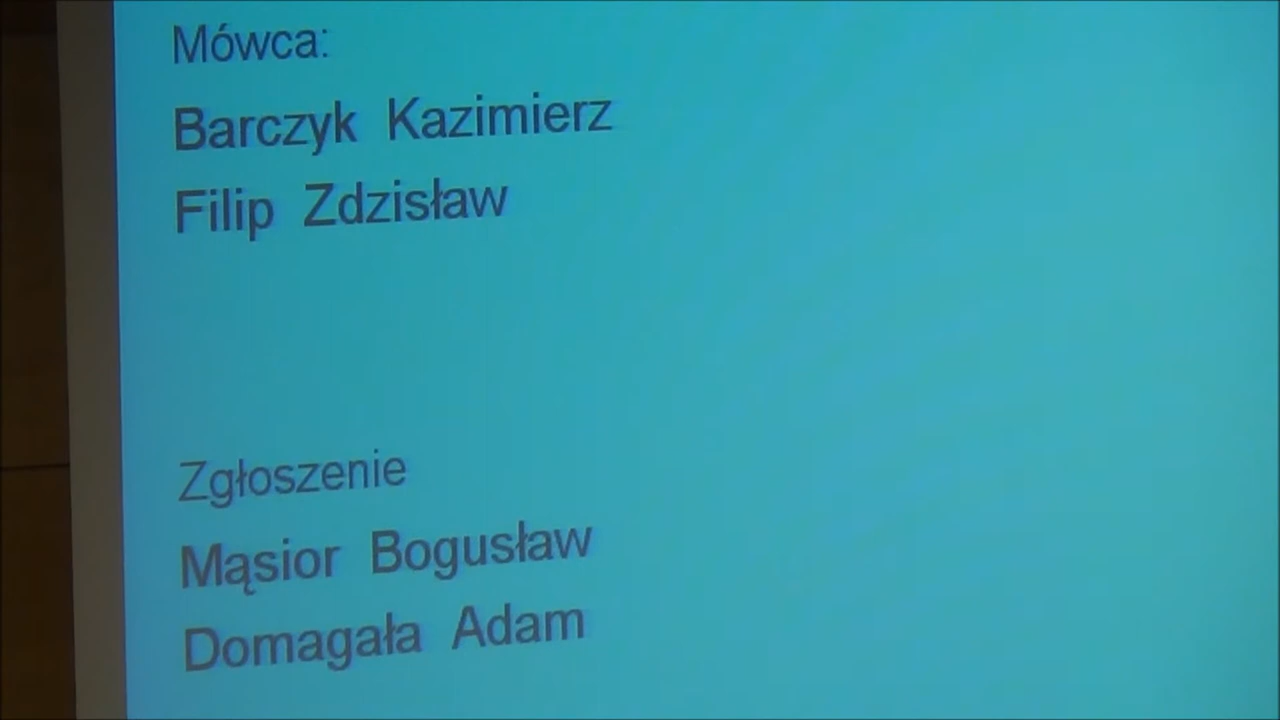 Mówca:
Barczyk Kazimierz
Filip Zdzisław
Zgłoszenie
Mąsior Bogusław
Domagała Adam